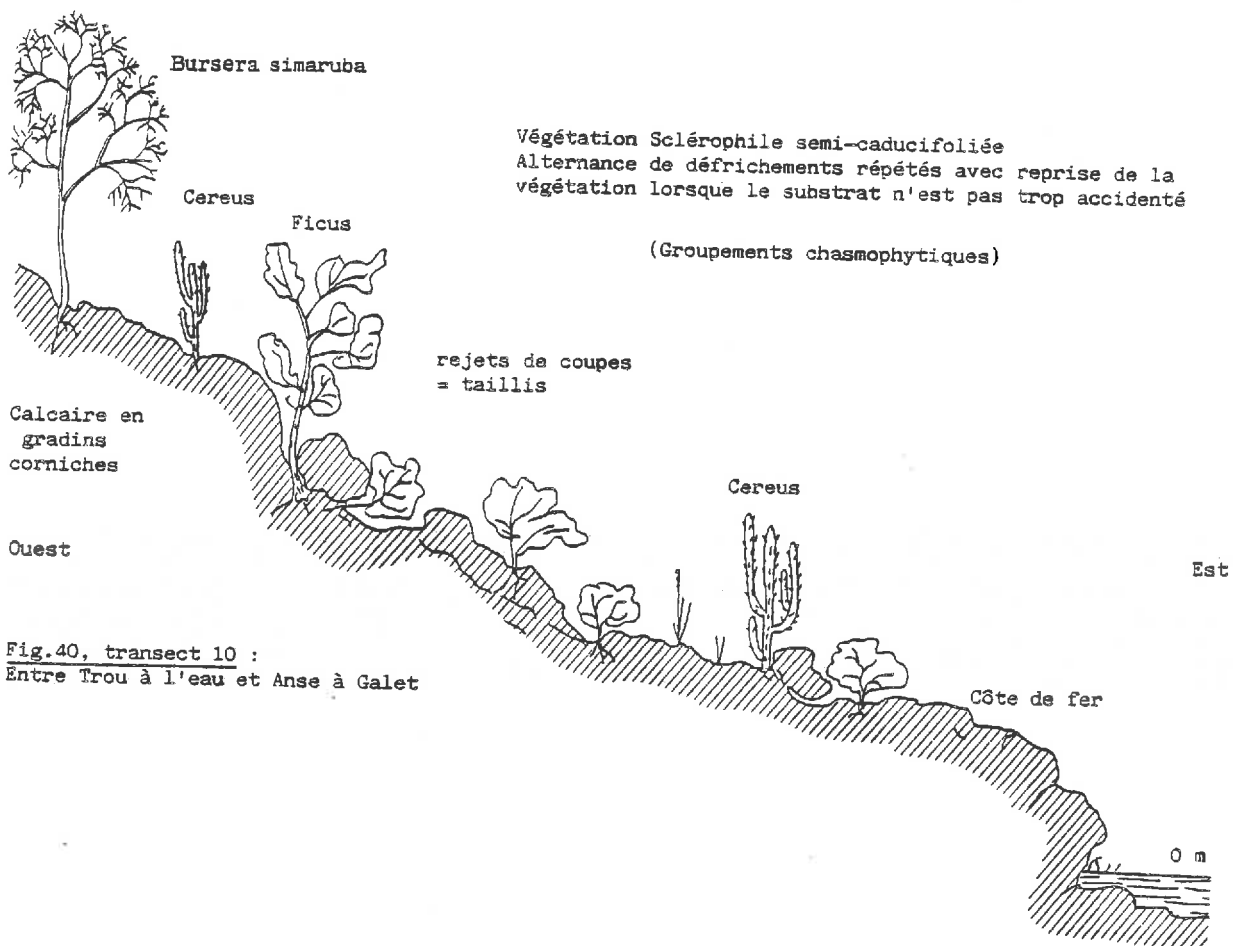 Bursera simaruba
Végétation Sclérophile semi-caducifoliée
Alternance de défrichements répétés avec reprise de la
végétation lorsque le substrat n'est pas trop accidenté
(Groupements chasmophytiques)
Cereus
Ficus
rejets de coupes
= taillis
Calcaire en
gradins
corniches
Cereus
Ouest
Est
Fig.40, transect 10 :
Entre Trou à l'eau et Anse à Galet
Côte de fer
0 m